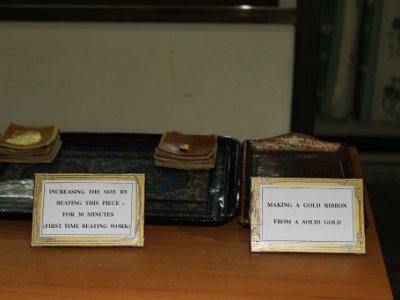 INCREASING THE SIZE BY
BEATING THIS PIECE -
FOR 30 MINUTES
(FIRST TIME BEATING WORK)
MAKING A GOLD RIBBON
FROM A SOLID GOLD